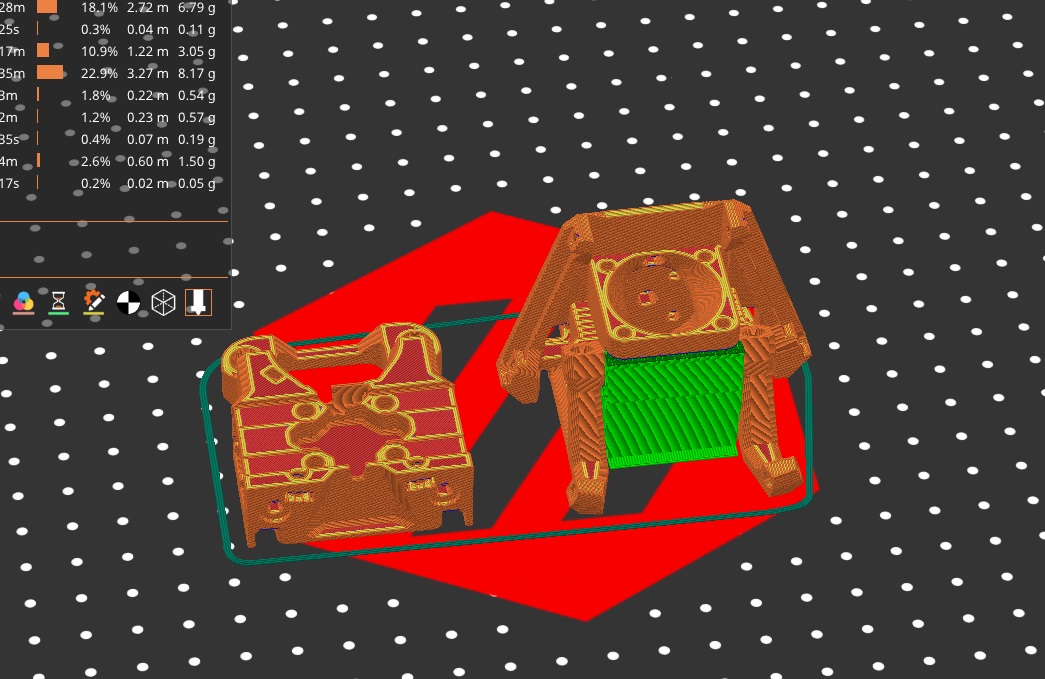 28m 18.1% 2.72 m 6.79 g
25s 0.3% 0.04 m 0.11 g
17m 10.9% 1.22 m 3.05 g
35m 22.9% 3.27 m 8.17 g
3m 1.8% 0.22 m 0.54 g
2m 1.2% 0.23 m 0.57 g
35s 0.4% 0.07 m 0.19 g
4m 2.6% 0.60 m 1.50 g
17s 0.2% 0.02 m 0.05 g